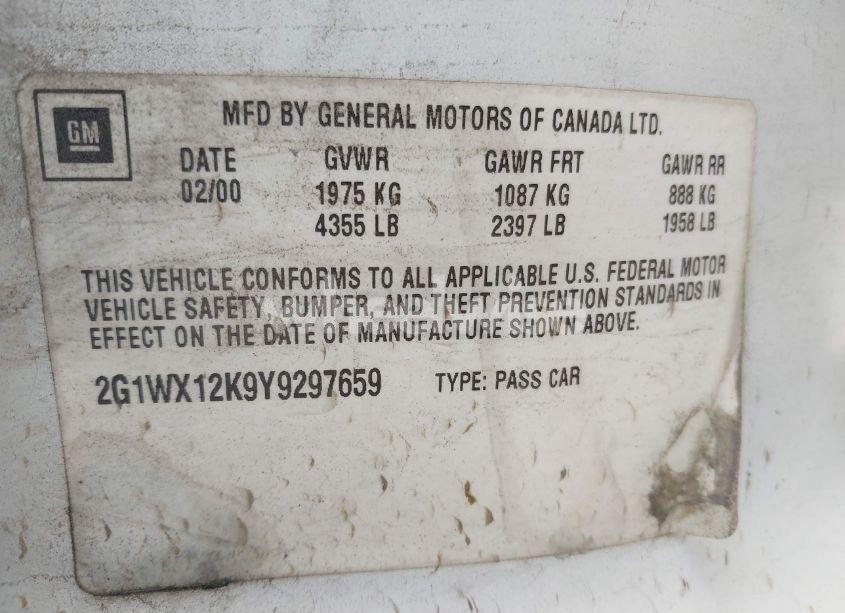 GM
MFD BY GENERAL MOTORS OF CANADA LTD.
DATE GVWR GAWR FRT GAWR RR
02/00 1975 KG 1087 KG 888 KG
4355 LB 2397 LB 1958 LB
THIS VEHICLE CONFORMS TO ALL APPLICABLE U.S. FEDERAL MOTOR
VEHICLE SAFETY, BUMPER, AND THEFT PREVENTION STANDARDS IN
EFFECT ON THE DATE OF MANUFACTURE SHOWN ABOVE.
2G1WX12K9Y9297659 TYPE: PASS CAR